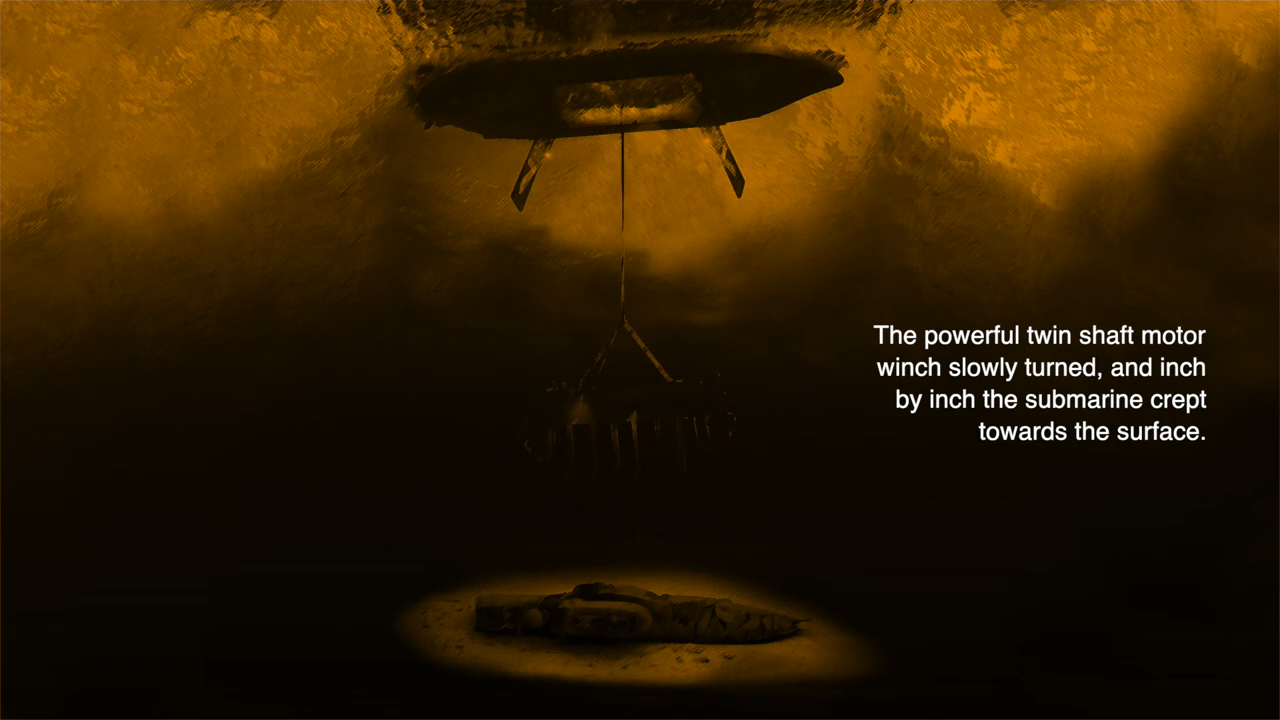 The powerful twin shaft motor
winch slowly turned, and inch
by inch the submarine crept
towards the surface.